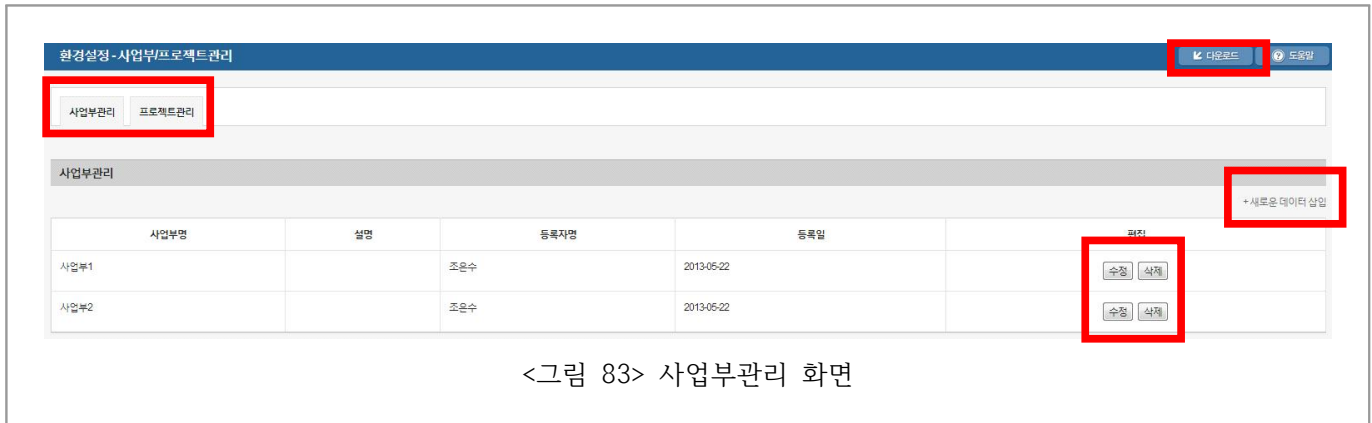 환경설정-사업부/프로젝트관리
다운로드 도움말
사업부관리 프로젝트관리
사업부관리
+새로운 데이터 삽입
사업부명 설명 등록자명 등록일 편집
사업부1 조은수 2013-05-22 수정 삭제
사업부2 조은수 2013-05-22 수정 삭제
<그림 83> 사업부관리 화면